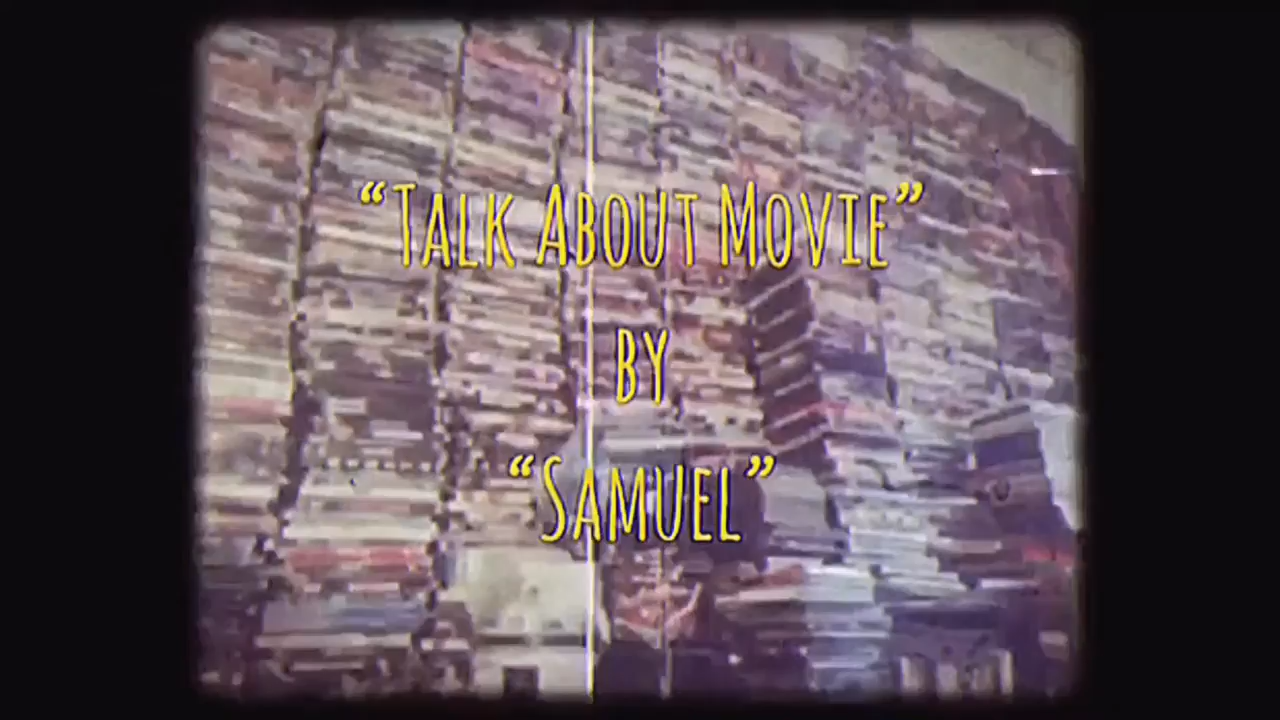 “Talk About Movie”
by
“Samuel”